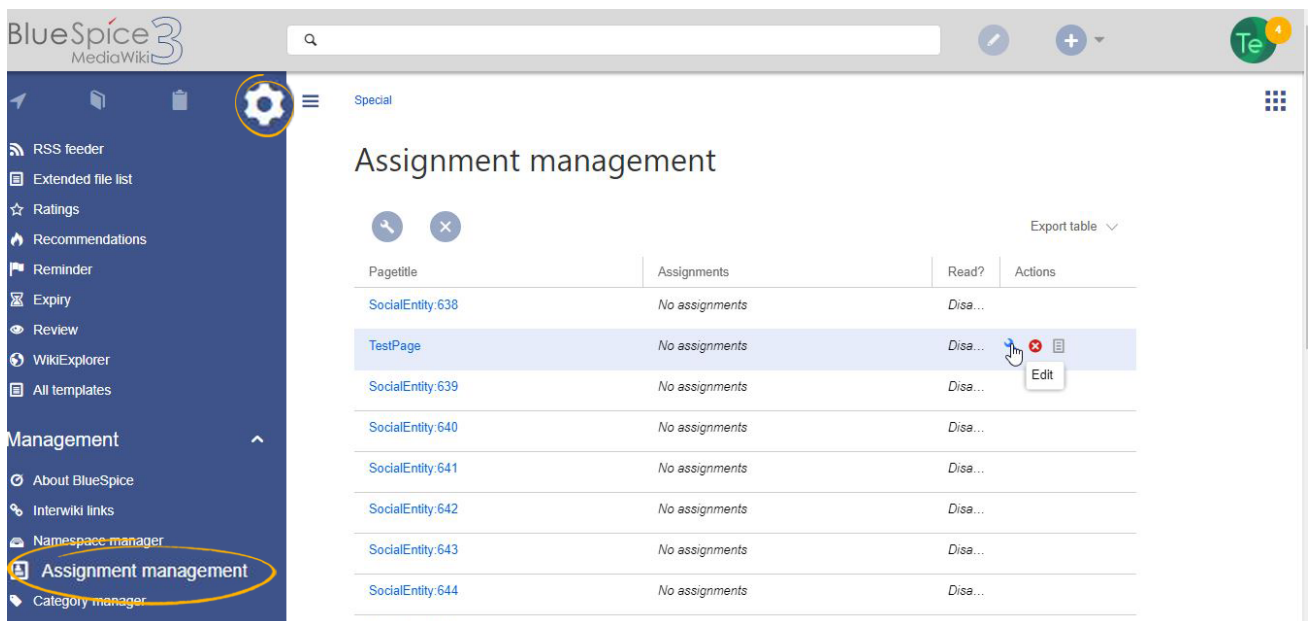 BlueSpice 3
MediaWiki
Te
4
Special
Assignment management
RSS feeder
Extended file list
Ratings
Recommendations
Reminder
Expiry
Review
WikiExplorer
All templates
Management
About BlueSpice
Interwiki links
Namespace manager
Assignment management
Category manager
Export table
Pagetitle Assignments Read? Actions
SocialEntity:638 No assignments Disa...
TestPage No assignments Disa...
Edit
SocialEntity:639 No assignments Disa...
SocialEntity:640 No assignments Disa...
SocialEntity:641 No assignments Disa...
SocialEntity:642 No assignments Disa...
SocialEntity:643 No assignments Disa...
SocialEntity:644 No assignments Disa...